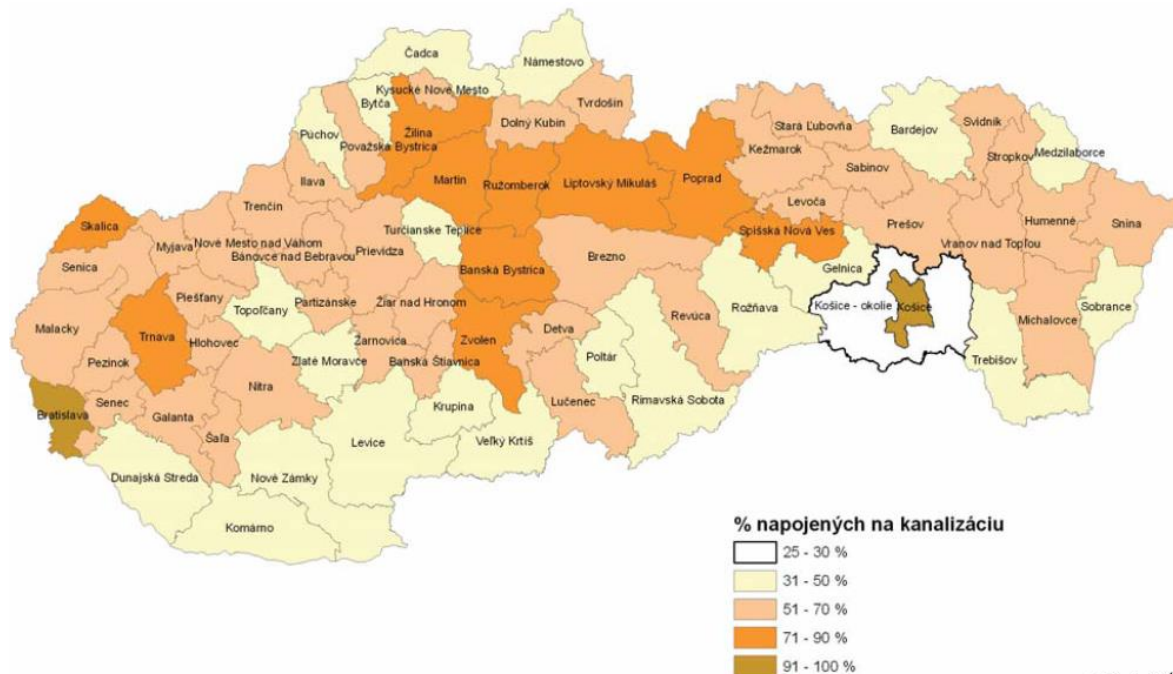 Čadca
Námestovo
Kysucké Nové Mesto
Bytča
Tvrdošín
Púchov
Žilina
Dolný Kubín
Považská Bystrica
Stará Ľubovňa
Bardejov
Svidník
Stropkov
Medzilaborce
Kežmarok
Sabinov
Ilava
Martin
Ružomberok
Liptovský Mikuláš
Poprad
Levoča
Trenčín
Prešov
Humenné
Snina
Skalica
Turčianske Teplice
Spišská Nová Ves
Myjava
Nové Mesto nad Váhom
Vranov nad Topľou
Bánovce nad Bebravou
Prievidza
Brezno
Senica
Banská Bystrica
Gelnica
Piešťany
Partizánske
Žiar nad Hronom
Topoľčany
Rožňava
Košice - okolie
Košice
Sobrance
Malacky
Trnava
Hlohovec
Žarnovica
Zvolen
Detva
Revúca
Michalovce
Pezinok
Zlaté Moravce
Banská Štiavnica
Poltár
Trebišov
Nitra
Bratislava
Senec
Galanta
Krupina
Lučenec
Rimavská Sobota
Šaľa
Levice
Veľký Krtíš
Dunajská Streda
Nové Zámky
Komárno
% napojených na kanalizáciu
25 - 30 %
31 - 50 %
51 - 70 %
71 - 90 %
91 - 100 %